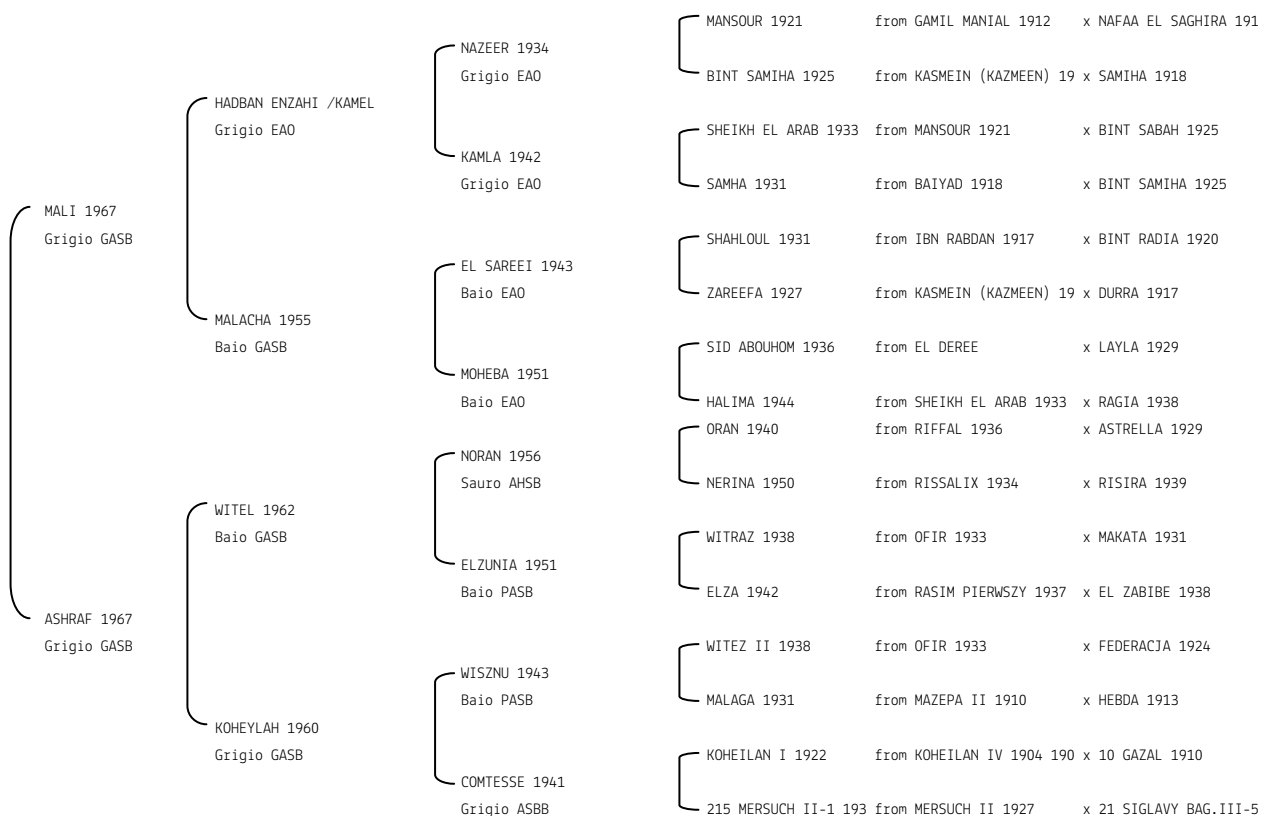 MANSOUR 1921 from GAMIL MANIAL 1912 x NAFAA EL SAGHIRA 191
NAZEER 1934
Grigio EAO BINT SAMIHA 1925 from KASMEIN (KAZMEEN) 19 x SAMIHA 1918
HADBAN ENZAHI /KAMEL
Grigio EAO SHEIKH EL ARAB 1933 from MANSOUR 1921 x BINT SABAH 1925
KAMLA 1942
Grigio EAO SAMHA 1931 from BAIYAD 1918 x BINT SAMIHA 1925
MALI 1967
Grigio GASB SHAHLOUL 1931 from IBN RABDAN 1917 x BINT RADIA 1920
EL SAREEI 1943
Baio EAO ZAREEFA 1927 from KASMEIN (KAZMEEN) 19 x DURRA 1917
MALACHA 1955
Baio GASB SID ABOUHOM 1936 from EL DEREE x LAYLA 1929
MOHEBA 1951
Baio EAO HALIMA 1944 from SHEIKH EL ARAB 1933 x RAGIA 1938
ORAN 1940 from RIFFAL 1936 x ASTRELLA 1929
NORAN 1956
Sauro AHSB NERINA 1950 from RISSALIX 1934 x RISIRA 1939
WITEL 1962
Baio GASB WITRAZ 1938 from OFIR 1933 x MAKATA 1931
ELZUNIA 1951
Baio PASB ELZA 1942 from RASIM PIERWSZY 1937 x EL ZABIBE 1938
ASHRAF 1967
Grigio GASB WITEZ II 1938 from OFIR 1933 x FEDERACJA 1924
WISZNU 1943
Baio PASB MALAGA 1931 from MAZEPA II 1910 x HEBDA 1913
KOHEYLAH 1960
Grigio GASB KOHEILAN I 1922 from KOHEILAN IV 1904 190 x 10 GAZAL 1910
COMTESSE 1941
Grigio ASBB 215 MERSUCH II-1 193 from MERSUCH II 1927 x 21 SIGLAVY BAG.III-5